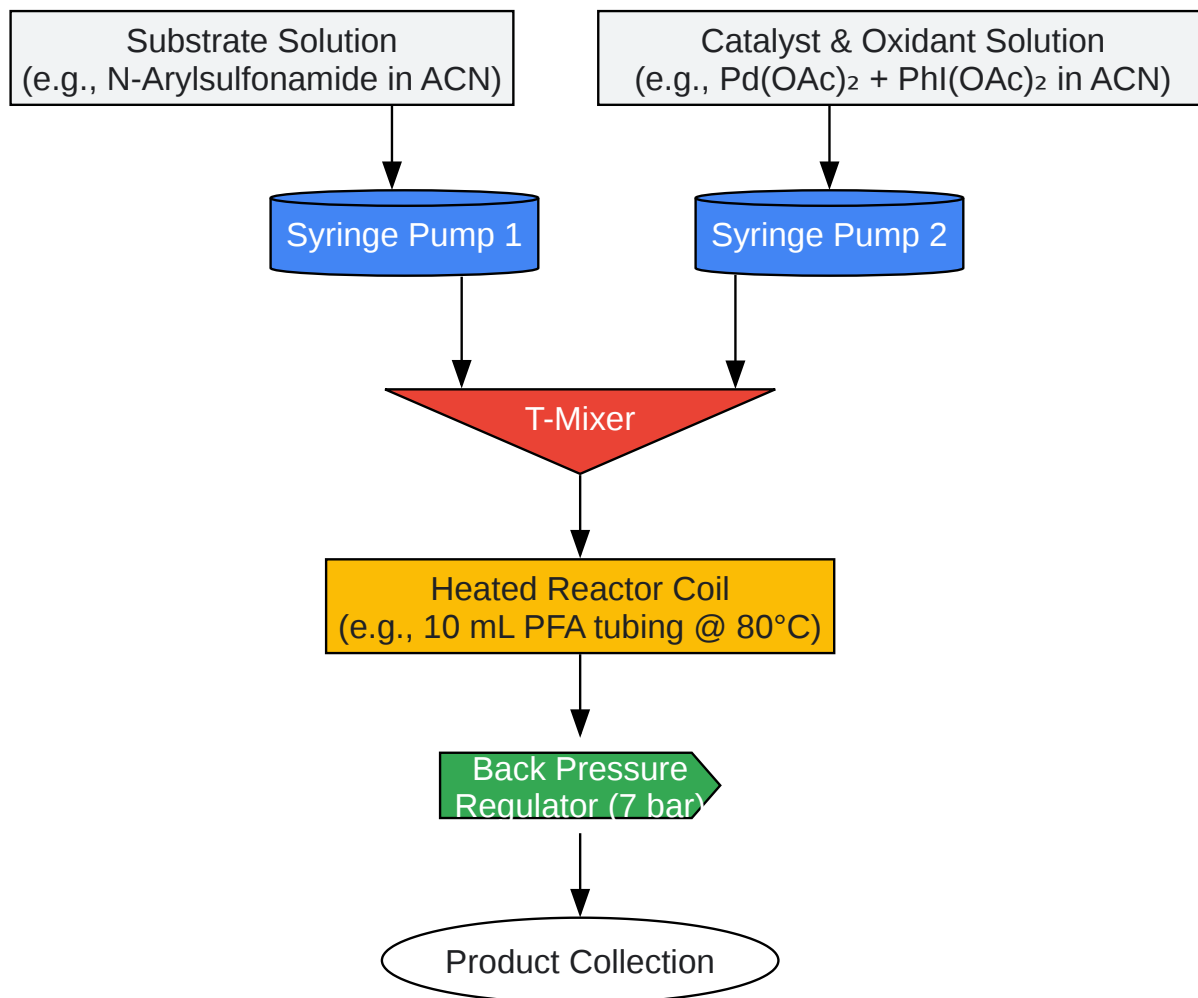 Substrate Solution
(e.g., N-Arylsulfonamide in ACN)
Catalyst & Oxidant Solution
(e.g., Pd(OAc)₂ + PhI(OAc)₂ in ACN)
Syringe Pump 1
Syringe Pump 2
T-Mixer
Heated Reactor Coil
(e.g., 10 mL PFA tubing @ 80°C)
Back Pressure
Regulator (7 bar)
Product Collection